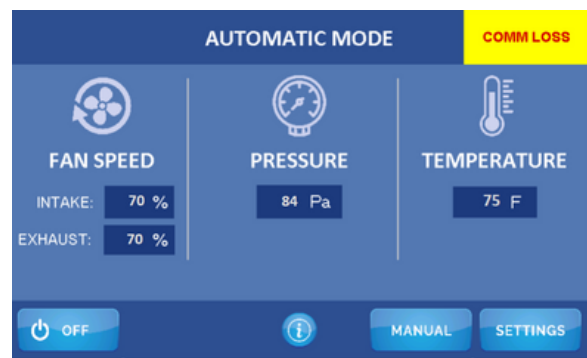 AUTOMATIC MODE
COMM LOSS
FAN SPEED
INTAKE: 70 %
EXHAUST: 70 %
PRESSURE
84 Pa
TEMPERATURE
75 F
OFF
i
MANUAL
SETTINGS